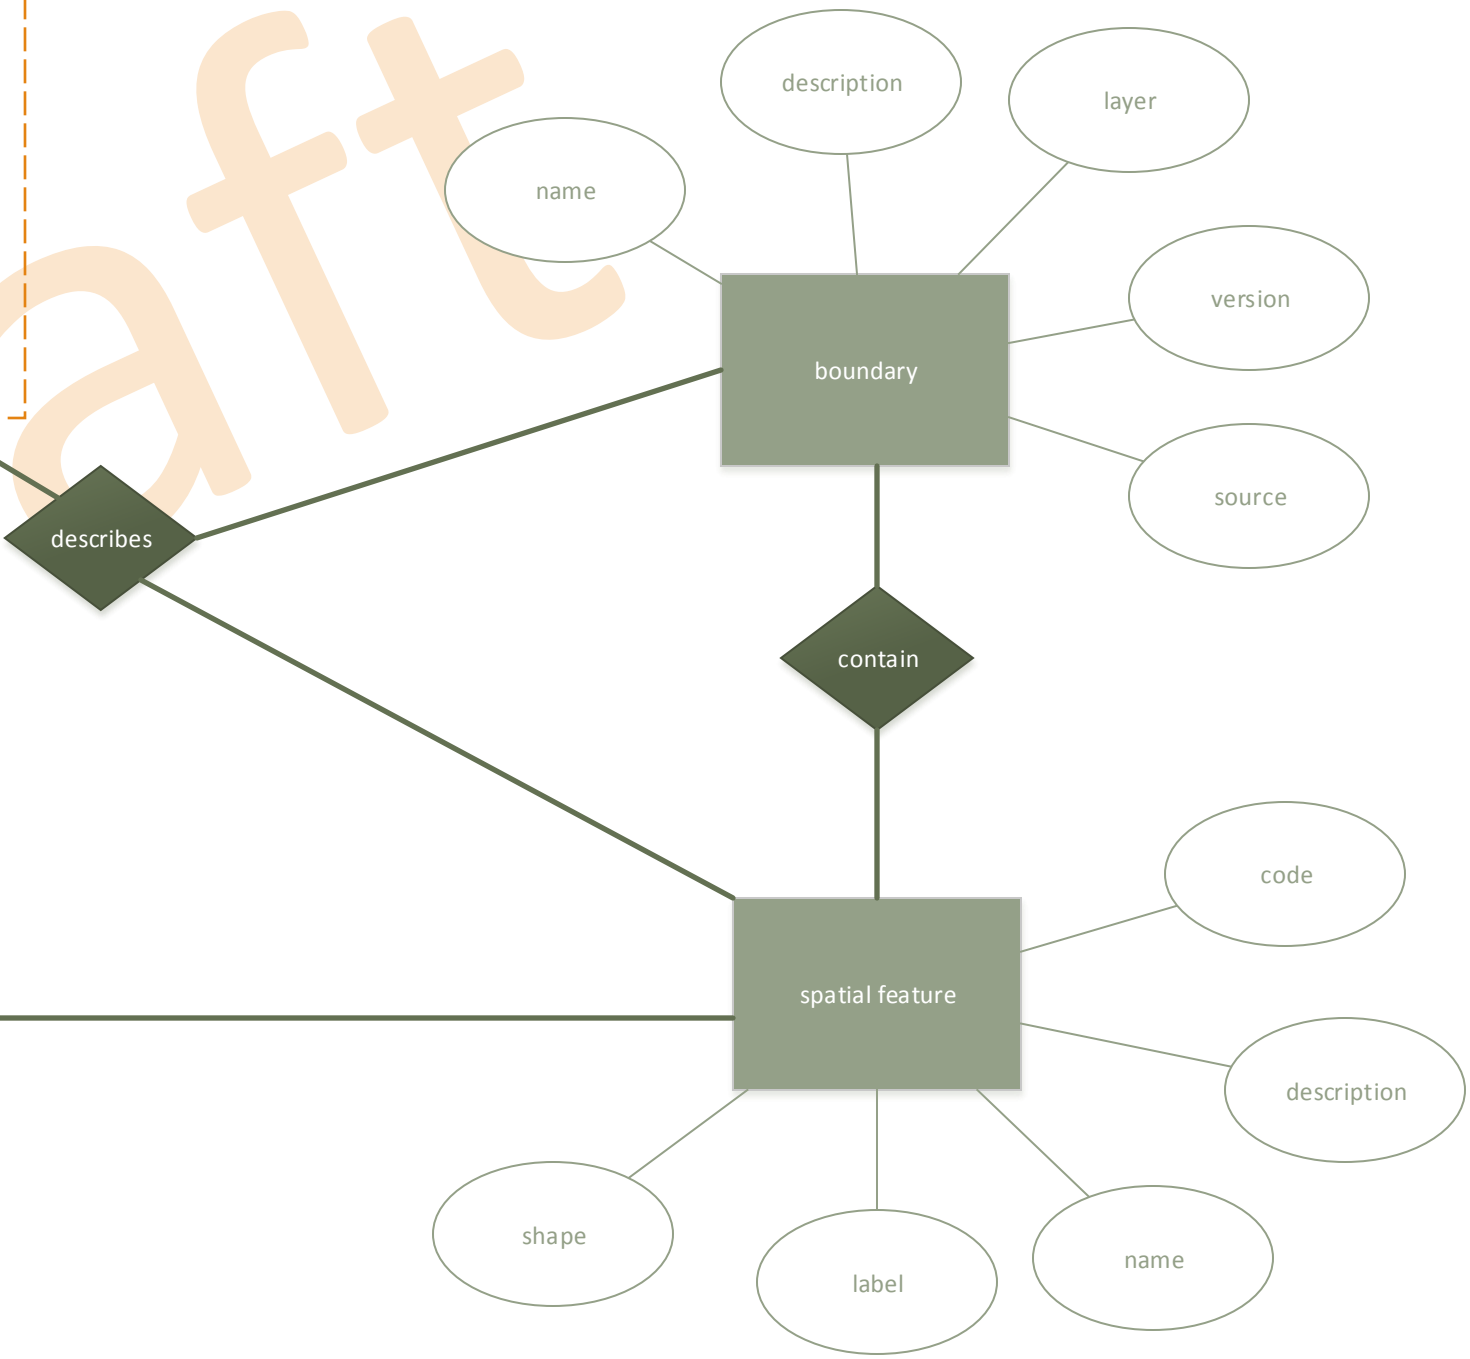 aft
description
layer
name
version
boundary
source
describes
contain
code
spatial feature
description
shape
name
label